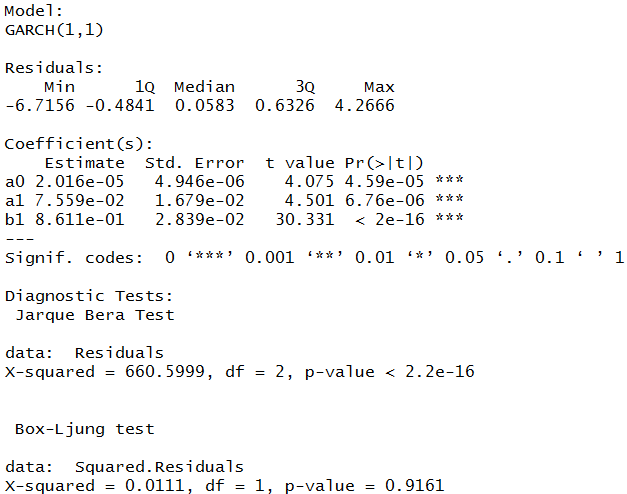 Model:
GARCH(1,1)
Residuals:
    Min      1Q  Median      3Q     Max
-6.7156 -0.4841  0.0583  0.6326  4.2666
Coefficient(s):
    Estimate  Std. Error  t value Pr(>|t|)
a0 2.016e-05   4.946e-06    4.075 4.59e-05 ***
a1 7.559e-02   1.679e-02    4.501 6.76e-06 ***
b1 8.611e-01   2.839e-02   30.331  < 2e-16 ***
---
Signif. codes:  0 ‘***’ 0.001 ‘**’ 0.01 ‘*’ 0.05 ‘.’ 0.1 ‘ ’ 1
Diagnostic Tests:
 Jarque Bera Test
data:  Residuals
X-squared = 660.5999, df = 2, p-value < 2.2e-16
 Box-Ljung test
data:  Squared.Residuals
X-squared = 0.0111, df = 1, p-value = 0.9161